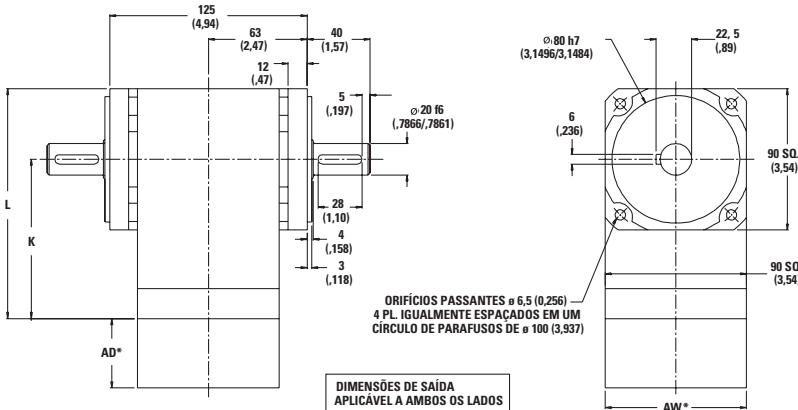 125
(4,94)
63
(2,47)
40
(1,57)
12
(,47)
5
(,197)
ø 20 f6
(,7866/,7861)
L
K
28
(1,10)
4
(,158)
3
(,118)
AD*
ø 80 h7
(3,1496/3,1484)
22, 5
(,89)
6
(,236)
90 SQ.
(3,54)
90 SQ
(3,54
ORIFÍCIOS PASSANTES ø 6,5 (0,256)
4 PL. IGUALMENTE ESPAÇADOS EM UM
CÍRCULO DE PARAFUSOS DE ø 100 (3,937)
DIMENSÕES DE SAÍDA
APLICÁVEL A AMBOS OS LADOS
AW*